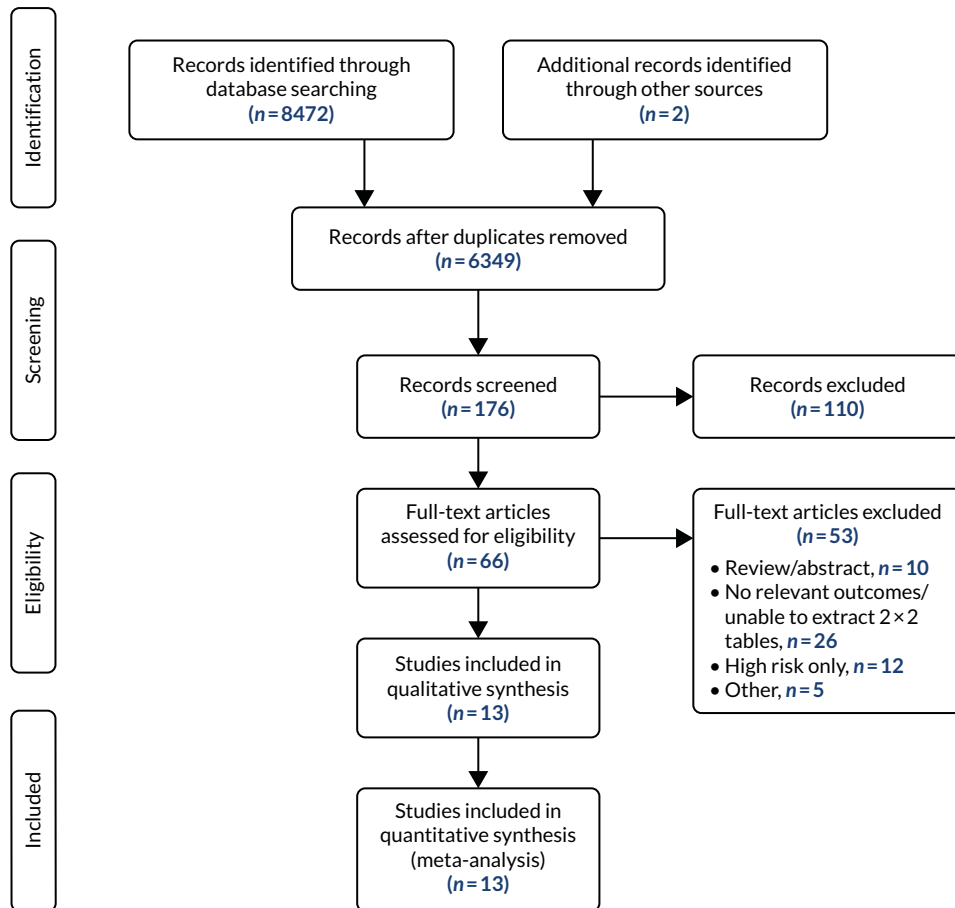 Identification
Records identified through
database searching
(n=8472)
Additional records identified
through other sources
(n=2)
Records after duplicates removed
(n=6349)
Screening
Records screened
(n=176)
Records excluded
(n=110)
Eligibility
Full-text articles
assessed for eligibility
(n=66)
Full-text articles excluded
(n=53)
• Review/abstract, n=10
• No relevant outcomes/
unable to extract 2×2
tables, n=26
• High risk only, n=12
• Other, n=5
Studies included in
qualitative synthesis
(n=13)
Included
Studies included in
quantitative synthesis
(meta-analysis)
(n=13)